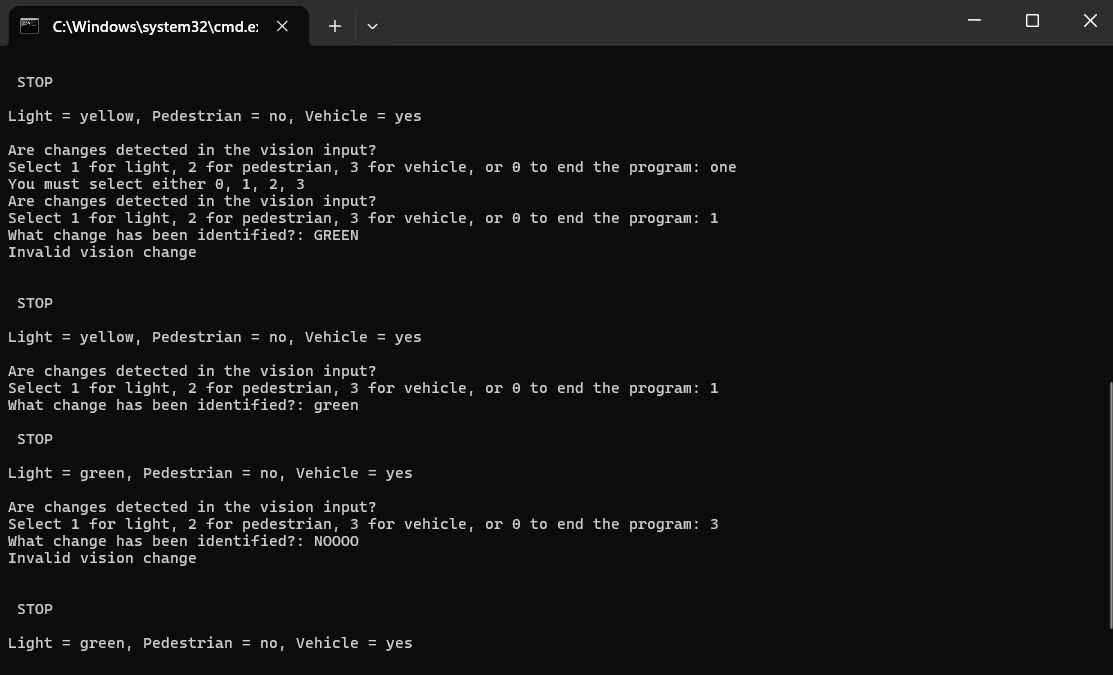 C:\Windows\system32\cmd.e
STOP
Light = yellow, Pedestrian = no, Vehicle = yes
Are changes detected in the vision input?
Select 1 for light, 2 for pedestrian, 3 for vehicle, or 0 to end the program: one
You must select either 0, 1, 2, 3
Are changes detected in the vision input?
Select 1 for light, 2 for pedestrian, 3 for vehicle, or 0 to end the program: 1
What change has been identified?: GREEN
Invalid vision change
STOP
Light = yellow, Pedestrian = no, Vehicle = yes
Are changes detected in the vision input?
Select 1 for light, 2 for pedestrian, 3 for vehicle, or 0 to end the program: 1
What change has been identified?: green
STOP
Light = green, Pedestrian = no, Vehicle = yes
Are changes detected in the vision input?
Select 1 for light, 2 for pedestrian, 3 for vehicle, or 0 to end the program: 3
What change has been identified?: NOOOO
Invalid vision change
STOP
Light = green, Pedestrian = no, Vehicle = yes